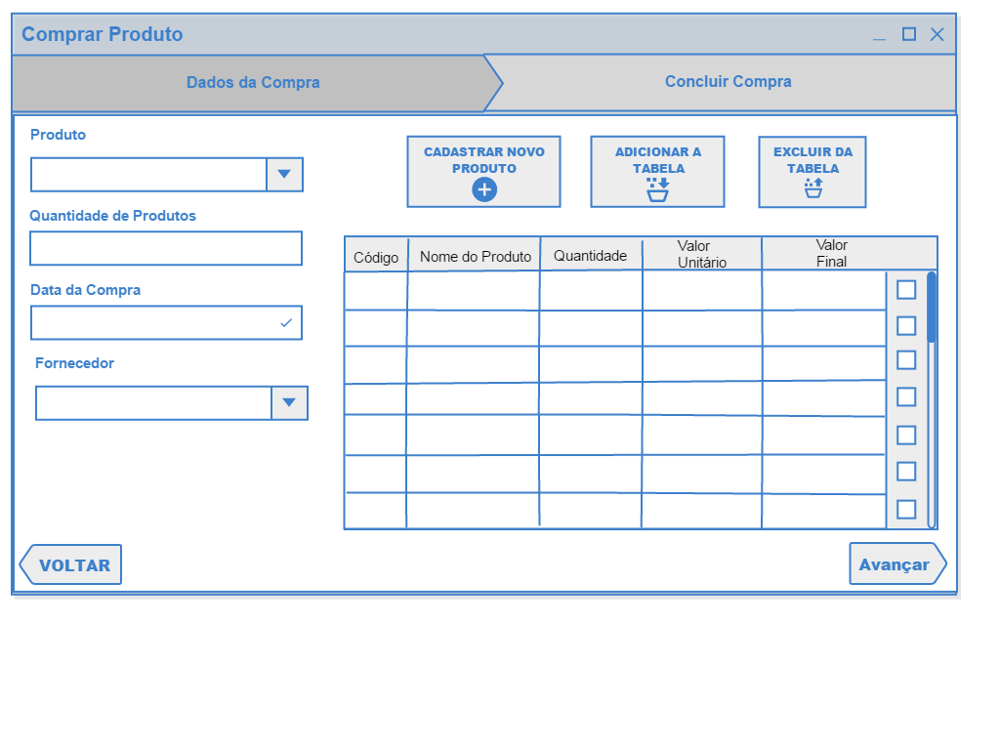 Comprar Produto
Dados da Compra
Concluir Compra
Produto
Quantidade de Produtos
Data da Compra
Fornecedor
CADASTRAR NOVO
PRODUTO
ADICIONAR A
TABELA
EXCLUIR DA
TABELA
Código
Nome do Produto
Quantidade
Valor
Unitário
Valor
Final
VOLTAR
Avançar